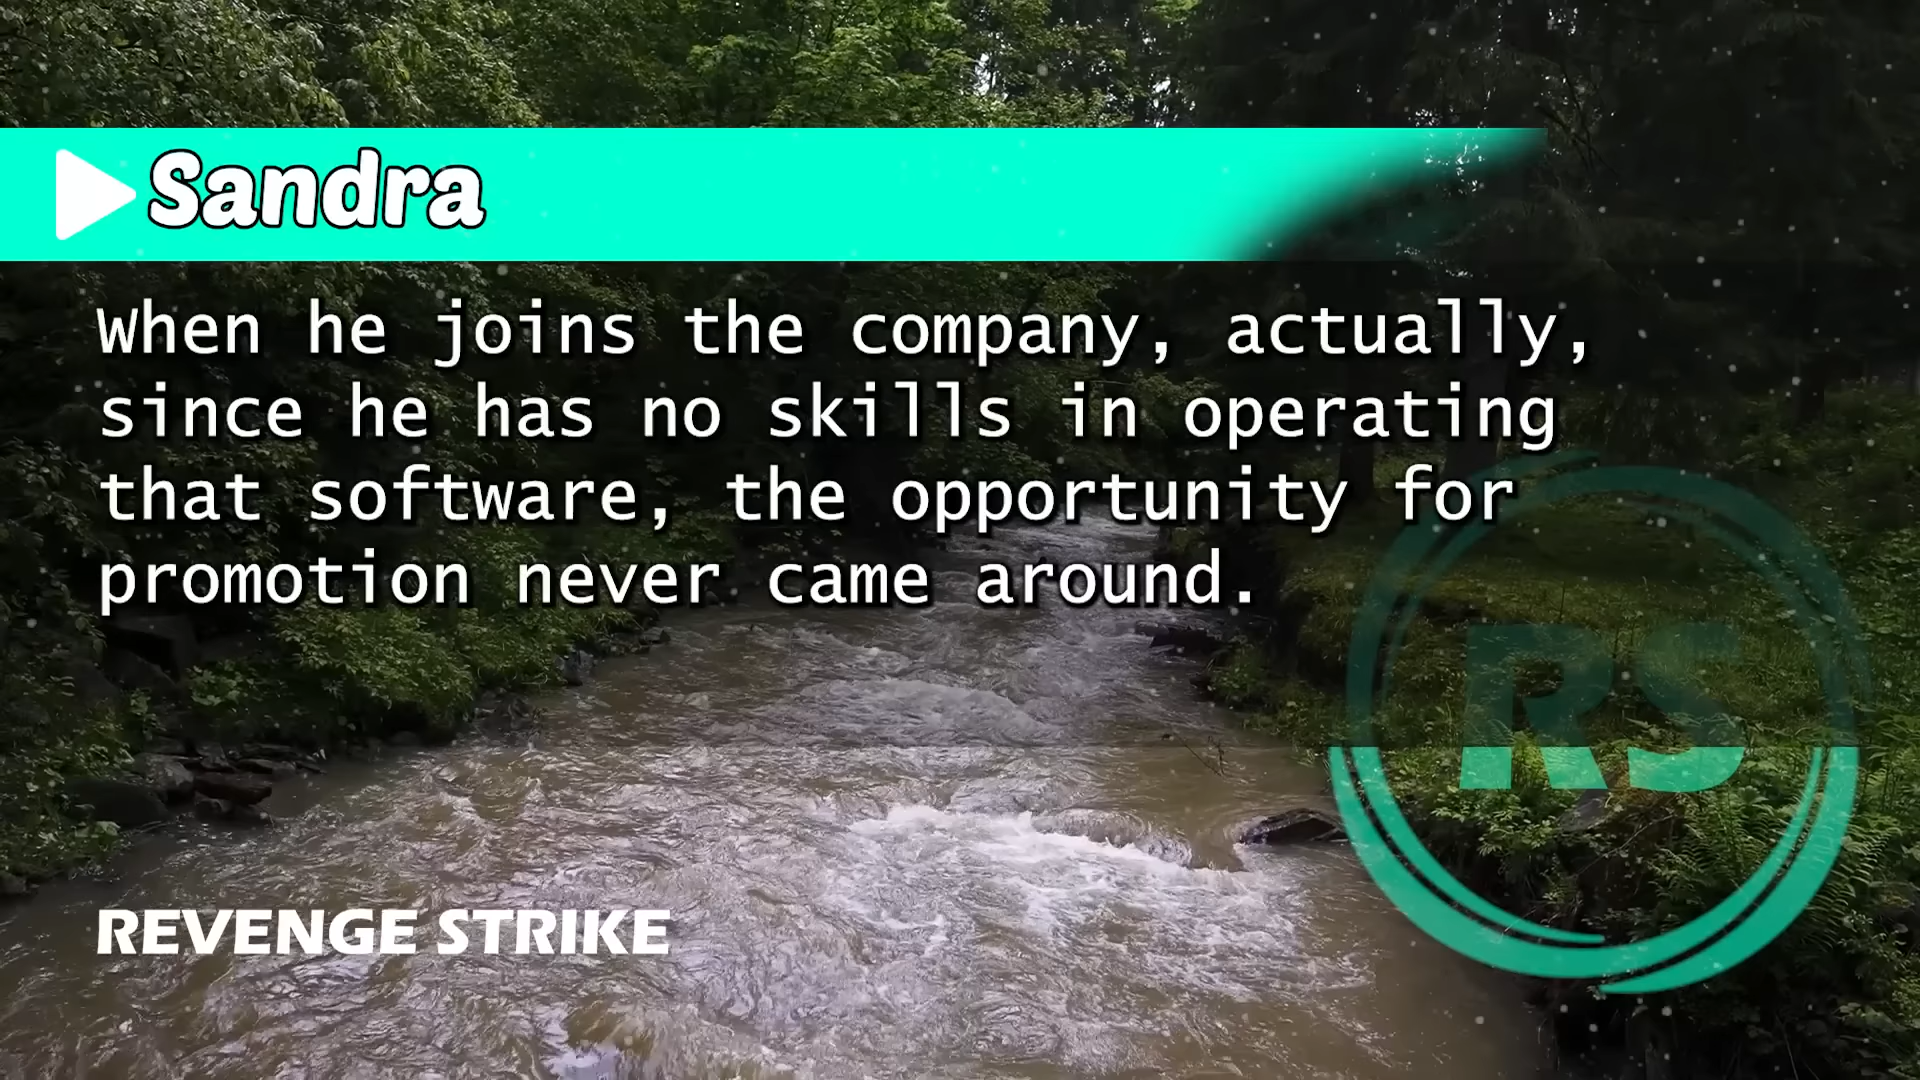 Sandra
When he joins the company, actually,
since he has no skills in operating
that software, the opportunity for
promotion never came around.
RS
REVENGE STRIKE